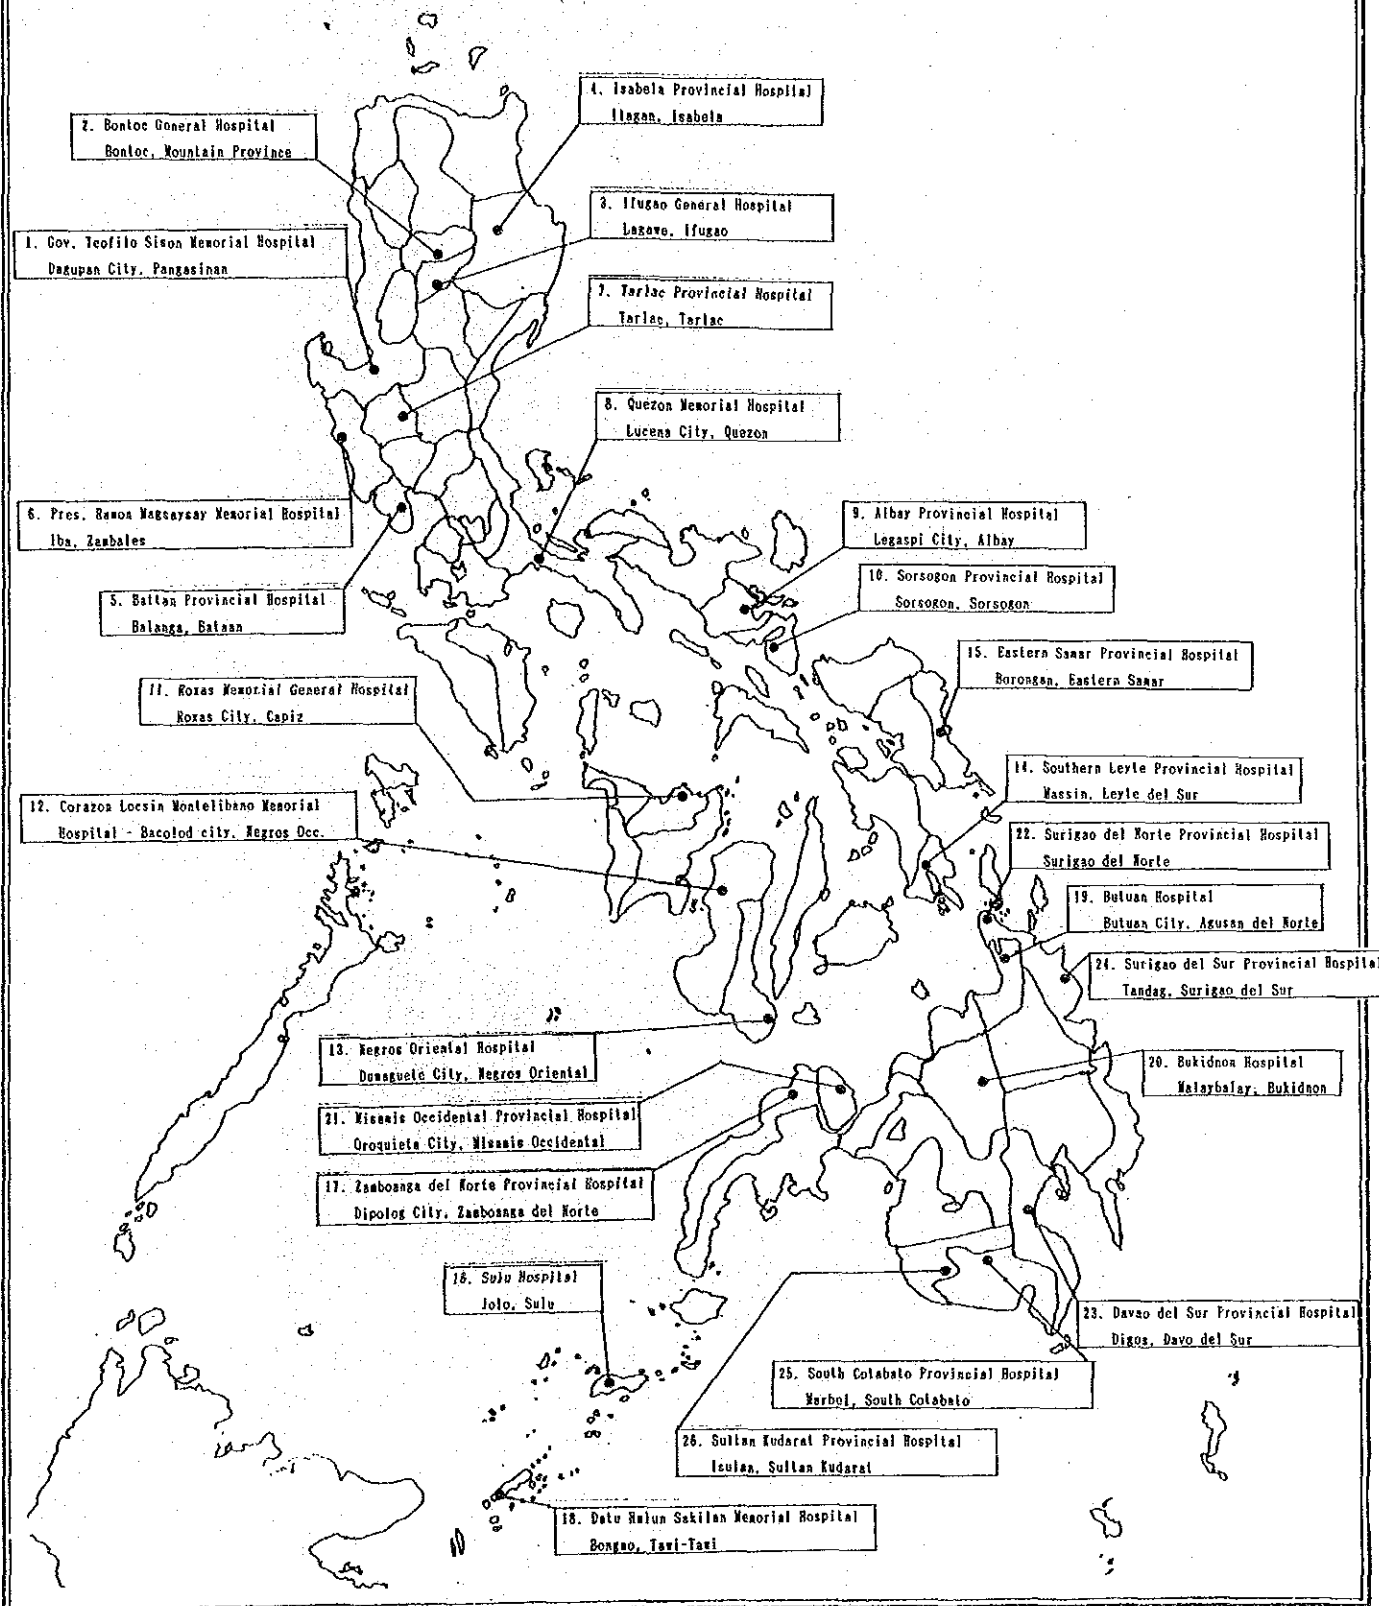 4. Isabela Provincial Hospital
Ilagan, Isabela
2. Bontoc General Hospital
Bontoc, Mountain Province
3. Ifugao General Hospital
Lagawe, Ifugao
1. Gov. Teofilo Sison Memorial Hospital
Dagupan City, Pangasinan
7. Tarlac Provincial Hospital
Tarlac, Tarlac
8. Quezon Memorial Hospital
Lucena City, Quezon
6. Pres. Ramon Magsaysay Memorial Hospital
Iba, Zambales
9. Albay Provincial Hospital
Legaspi City, Albay
10. Sorsogon Provincial Hospital
Sorsogon, Sorsogon
5. Battan Provincial Hospital
Balanga, Bataan
15. Eastern Samar Provincial Hospital
Borongan, Eastern Samar
11. Roxas Memorial General Hospital
Roxas City, Capiz
14. Southern Leyte Provincial Hospital
Massin, Leyte del Sur
12. Corazon Locsin Montelibano Memorial
Hospital - Bacolod city, Negros Occ.
22. Surigao del Norte Provincial Hospital
Surigao del Norte
19. Butuan Hospital
Butuan City, Agusan del Norte
24. Surigao del Sur Provincial Hospital
Tandag, Surigao del Sur
13. Negros Oriental Hospital
Dumaguete City, Negros Oriental
20. Bukidnon Hospital
Malaybalay, Bukidnon
21. Misamis Occidental Provincial Hospital
Oroquieta City, Misamis Occidental
17. Zamboanga del Norte Provincial Hospital
Dipolog City, Zamboanga del Norte
16. Sulu Hospital
Jolo, Sulu
23. Davao del Sur Provincial Hospital
Digos, Davo del Sur
25. South Cotabato Provincial Hospital
Marbol, South Cotabato
26. Sultan Kudarat Provincial Hospital
Isulan, Sultan Kudarat
18. Datu Halun Sakilan Memorial Hospital
Bongao, Tawi-Tawi